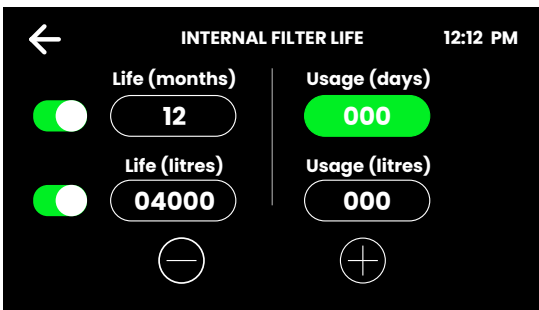 INTERNAL FILTER LIFE 12:12 PM
Life (months) Usage (days)
12 000
Life (litres) Usage (litres)
04000 000